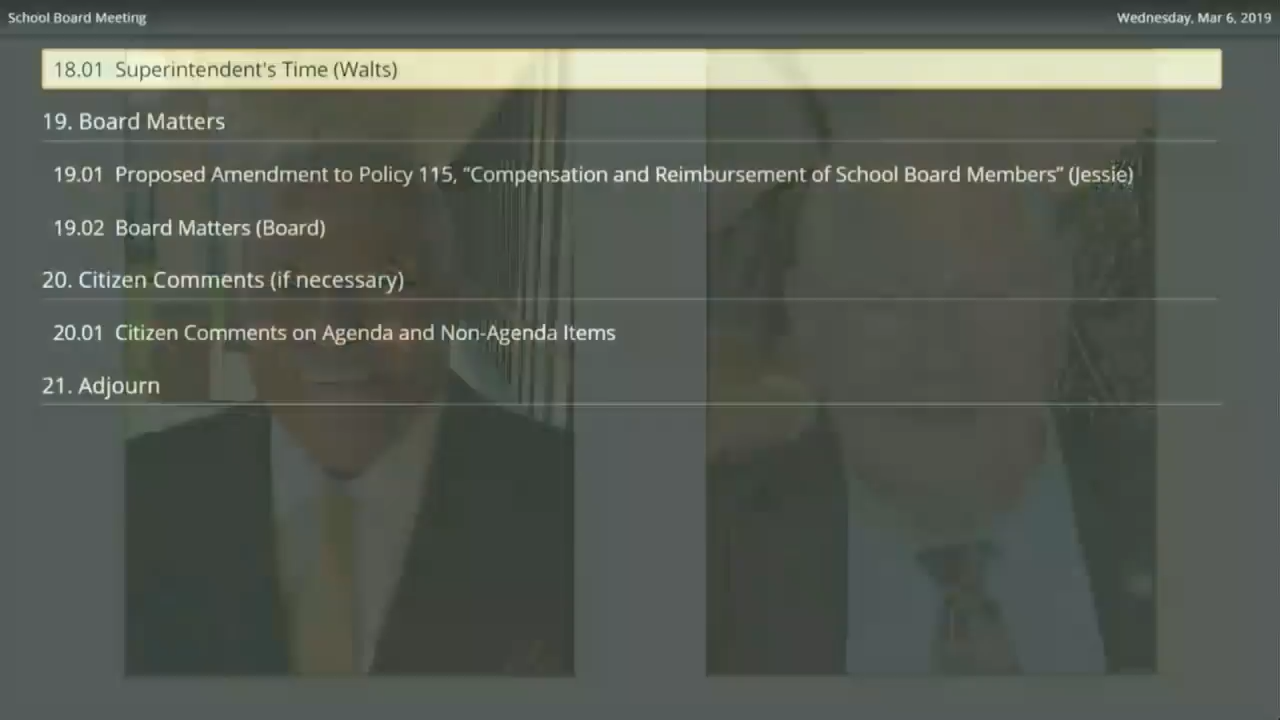 School Board Meeting
Wednesday, Mar 6, 2019
18.01 Superintendent's Time (Walts)
19. Board Matters
19.01 Proposed Amendment to Policy 115, “Compensation and Reimbursement of School Board Members” (Jessie)
19.02 Board Matters (Board)
20. Citizen Comments (if necessary)
20.01 Citizen Comments on Agenda and Non-Agenda Items
21. Adjourn